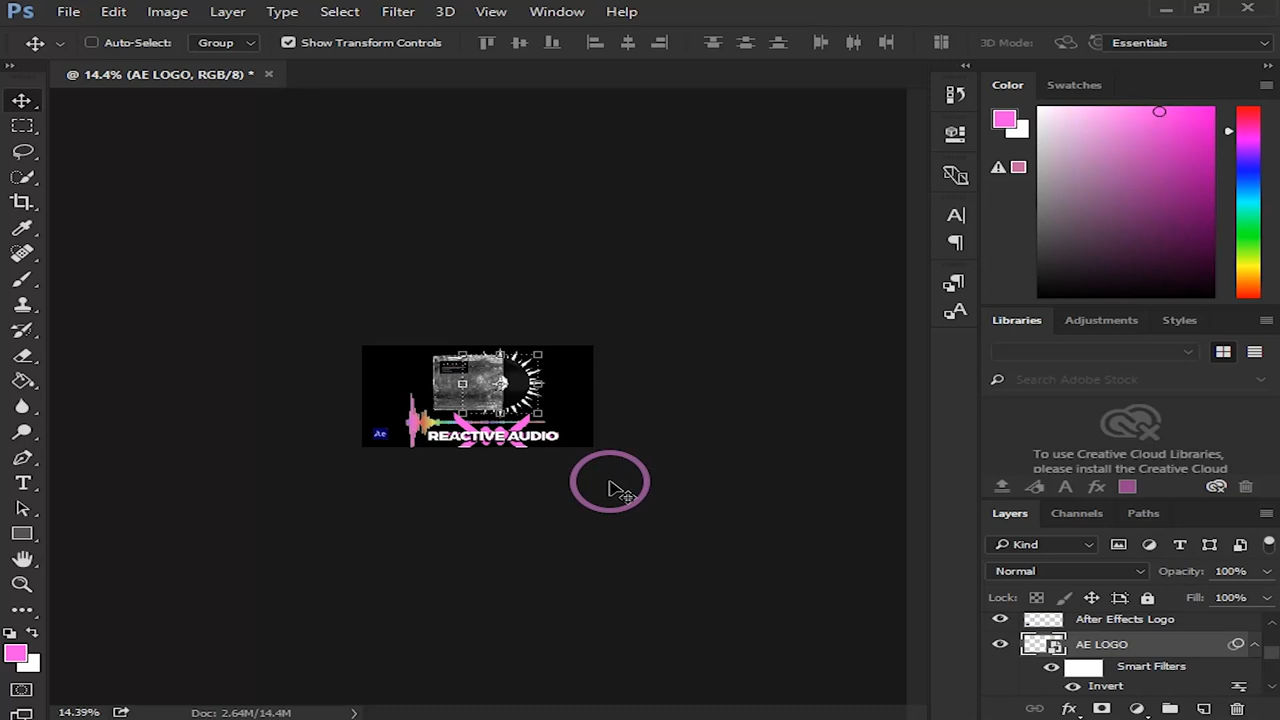 Ps File Edit Image Layer Type Select Filter 3D View Window Help
Auto-Select: Group Show Transform Controls 3D Mode: Essentials
@ 14.4% (AE LOGO, RGB/8) *
Color Swatches
Libraries Adjustments Styles
Search Adobe Stock
To use Creative Cloud Libraries,
please install the Creative Cloud
Ae REACTIVE AUDIO
Layers Channels Paths
Kind
Normal Opacity: 100%
Lock: Fill: 100%
After Effects Logo
AE LOGO
Smart Filters
Invert
14.39% Doc: 2.64M/14.4M